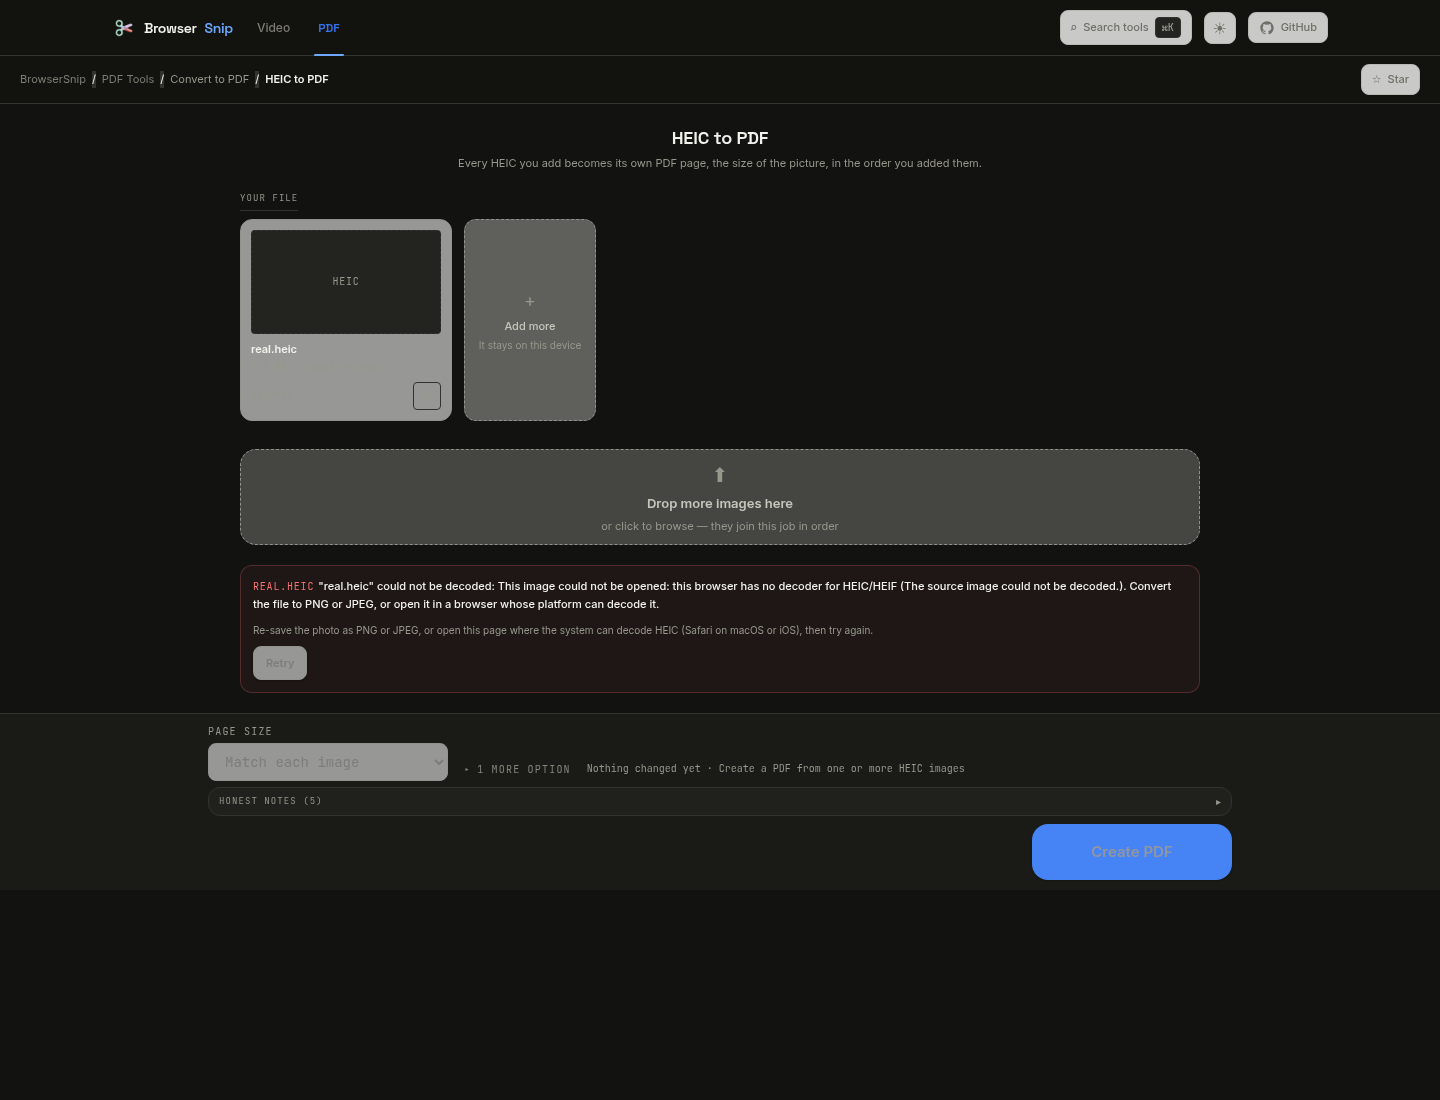 Browser Snip Video PDF Search tools ⌘K GitHub
BrowserSnip / PDF Tools / Convert to PDF / HEIC to PDF ☆ Star
HEIC to PDF
Every HEIC you add becomes its own PDF page, the size of the picture, in the order you added them.
YOUR FILE
HEIC
real.heic
+
Add more
It stays on this device
Drop more images here
or click to browse — they join this job in order
REAL.HEIC "real.heic" could not be decoded: This image could not be opened: this browser has no decoder for HEIC/HEIF (The source image could not be decoded.). Convert
the file to PNG or JPEG, or open it in a browser whose platform can decode it.
Re-save the photo as PNG or JPEG, or open this page where the system can decode HEIC (Safari on macOS or iOS), then try again.
Retry
PAGE SIZE
Match each image
▸ 1 MORE OPTION Nothing changed yet · Create a PDF from one or more HEIC images
HONEST NOTES (5) ▸
Create PDF